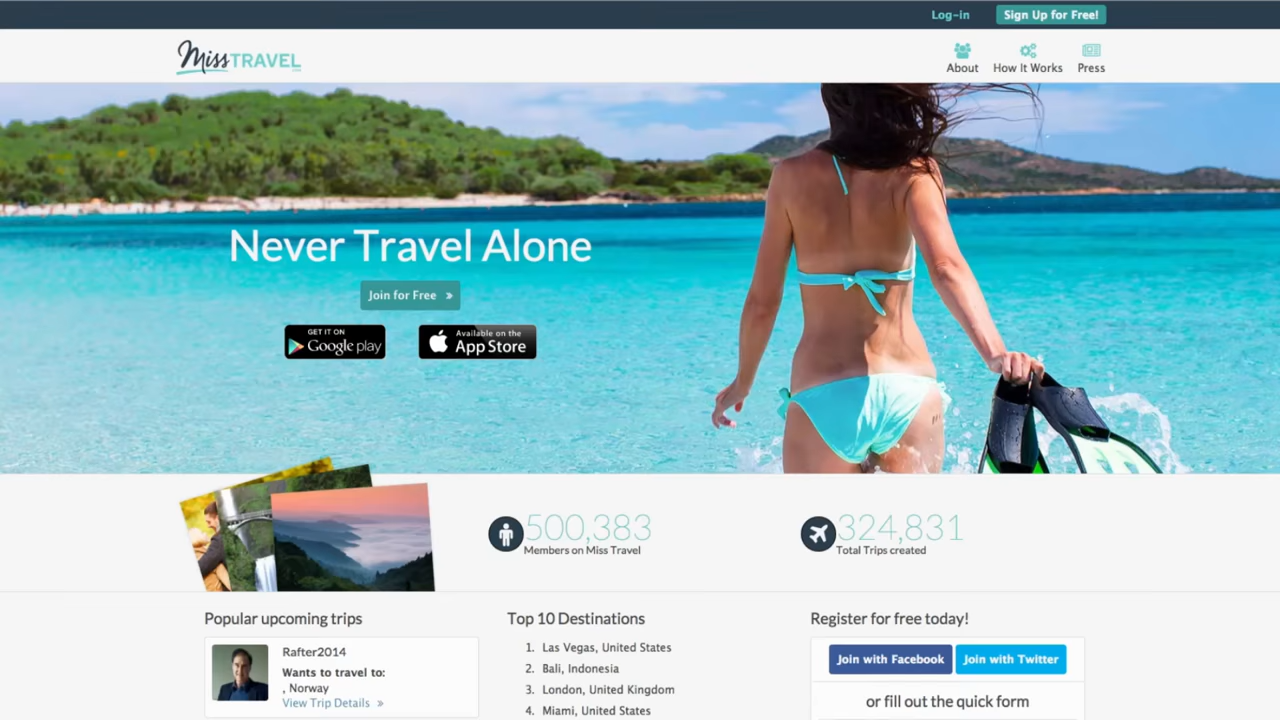 Log-in
Sign Up for Free!
Miss TRAVEL
About
How It Works
Press
Never Travel Alone
Join for Free »
GET IT ON
Google play
Available on the
App Store
500,383
Members on Miss Travel
324,831
Total Trips created
Popular upcoming trips
Rafter2014
Wants to travel to:
, Norway
View Trip Details »
Top 10 Destinations
1. Las Vegas, United States
2. Bali, Indonesia
3. London, United Kingdom
4. Miami, United States
Register for free today!
Join with Facebook
Join with Twitter
or fill out the quick form